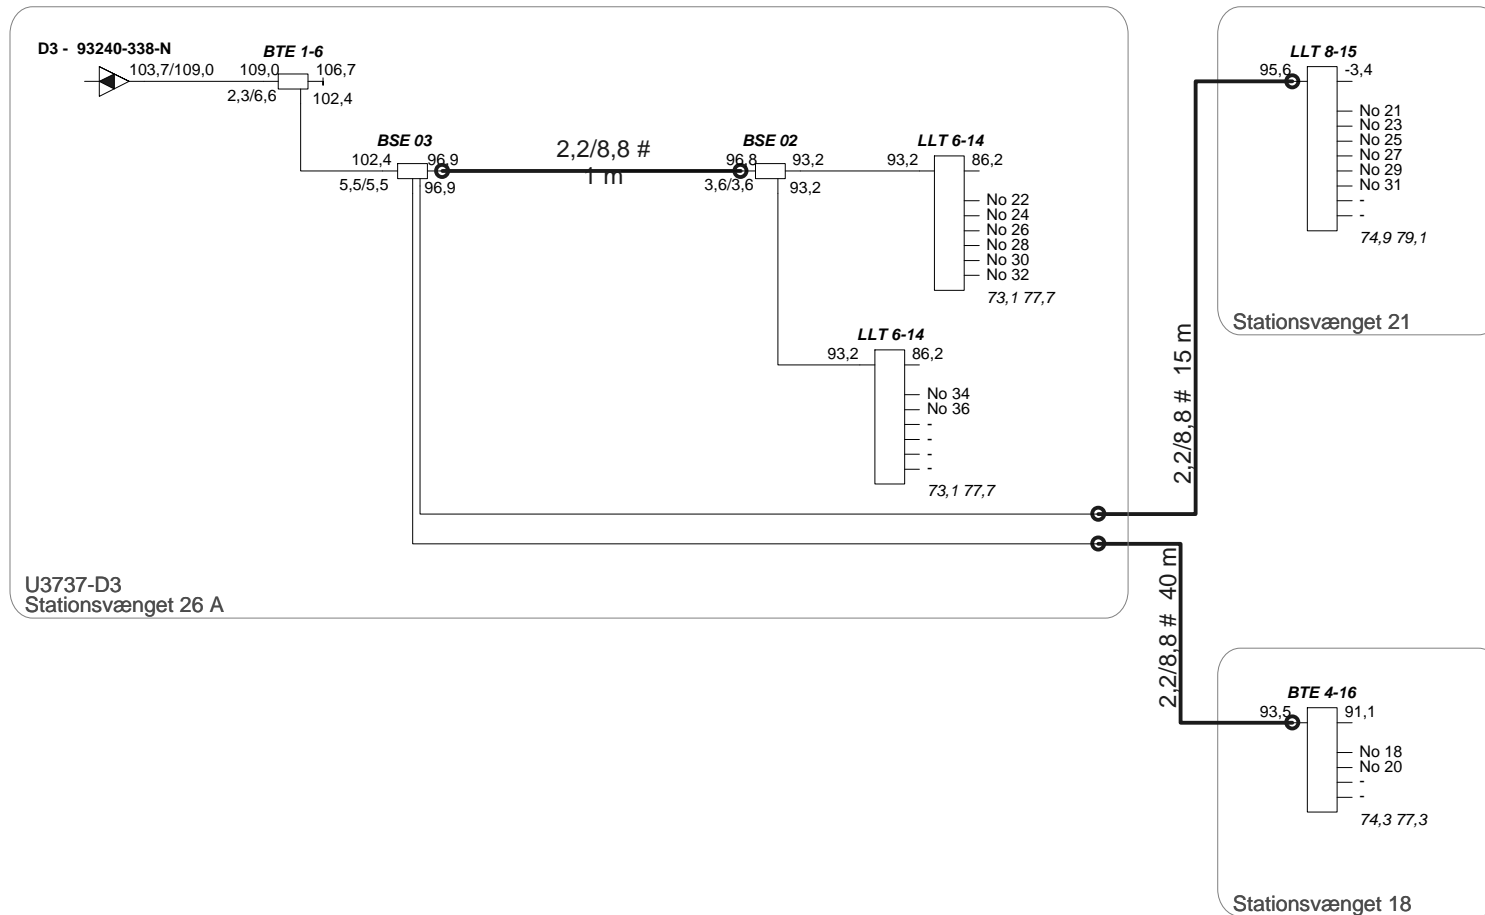 D3 - 93240-338-N
103,7/109,0
BTE 1-6
109,0
106,7
2,3/6,6
102,4
BSE 03
102,4
96,9
5,5/5,5
96,9
2,2/8,8 #
1 m
BSE 02
96,8
93,2
3,6/3,6
93,2
LLT 6-14
93,2
86,2
No 22
No 24
No 26
No 28
No 30
No 32
73,1 77,7
LLT 6-14
93,2
86,2
No 34
No 36
-
-
-
-
73,1 77,7
U3737-D3
Stationsvænget 26 A
2,2/8,8 # 15 m
2,2/8,8 # 40 m
LLT 8-15
95,6
-3,4
No 21
No 23
No 25
No 27
No 29
No 31
-
-
74,9 79,1
Stationsvænget 21
BTE 4-16
93,5
91,1
No 18
No 20
-
-
74,3 77,3
Stationsvænget 18